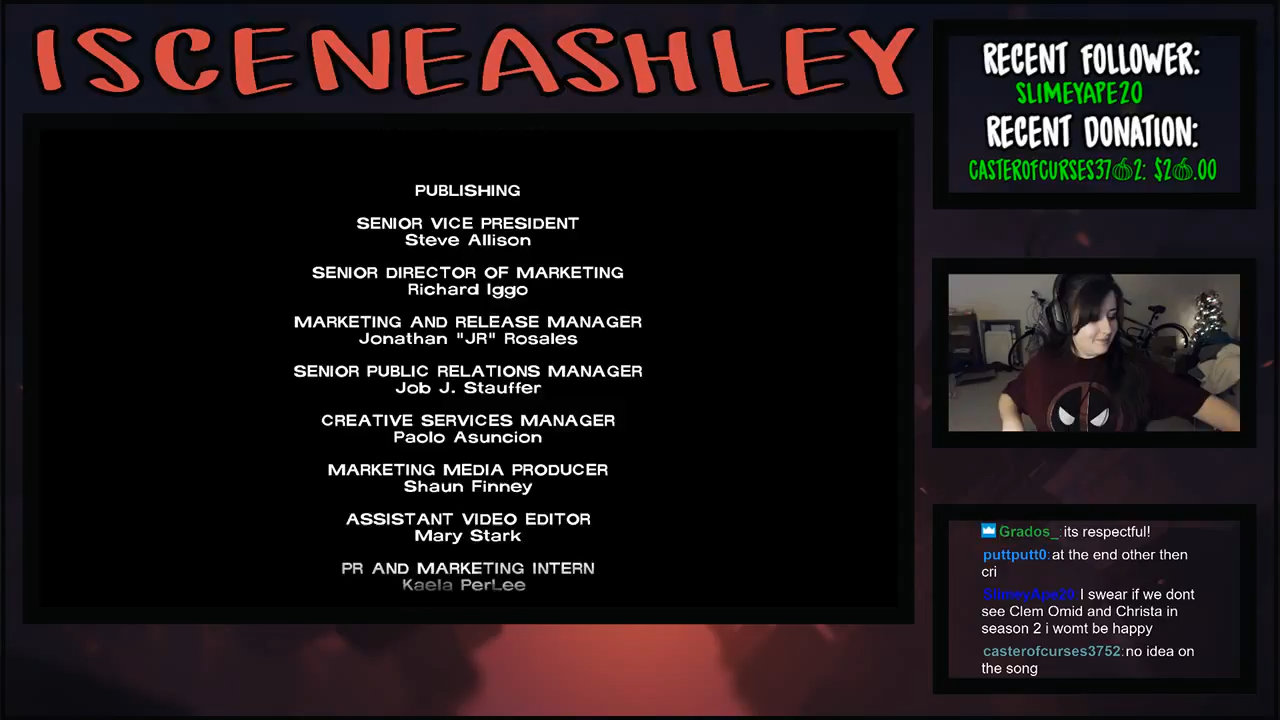 ISCENEASHLEY
RECENT FOLLOWER:
SLIMEYAPE20
RECENT DONATION:
CASTEROFCURSES37🎃2: $2🎃.00
PUBLISHING
SENIOR VICE PRESIDENT
Steve Allison
SENIOR DIRECTOR OF MARKETING
Richard Iggo
MARKETING AND RELEASE MANAGER
Jonathan "JR" Rosales
SENIOR PUBLIC RELATIONS MANAGER
Job J. Stauffer
CREATIVE SERVICES MANAGER
Paolo Asuncion
MARKETING MEDIA PRODUCER
Shaun Finney
ASSISTANT VIDEO EDITOR
Mary Stark
PR AND MARKETING INTERN
Kaela PerLee
Grados_: its respectful!
puttputt0: at the end other then
cri
SlimeyApe20: I swear if we dont
see Clem Omid and Christa in
season 2 i womt be happy
casterofcurses3752: no idea on
the song